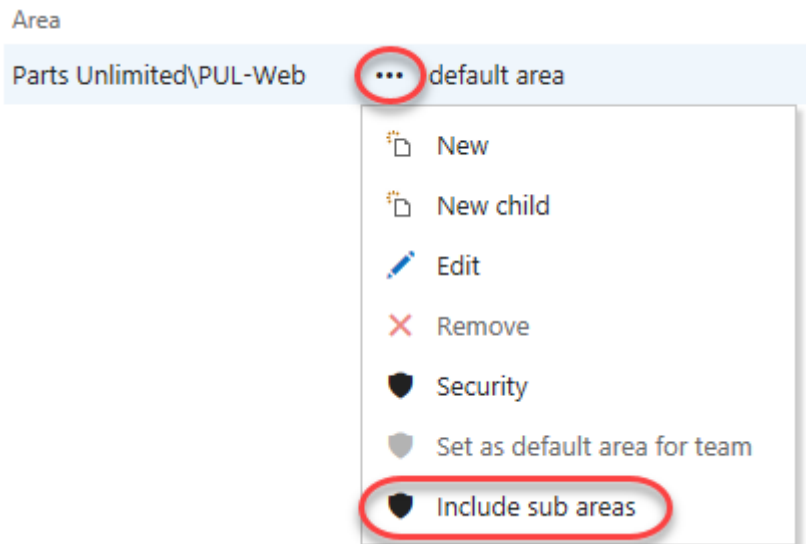 Area
Parts Unlimited\PUL-Web ••• default area
New
New child
Edit
Remove
Security
Set as default area for team
Include sub areas